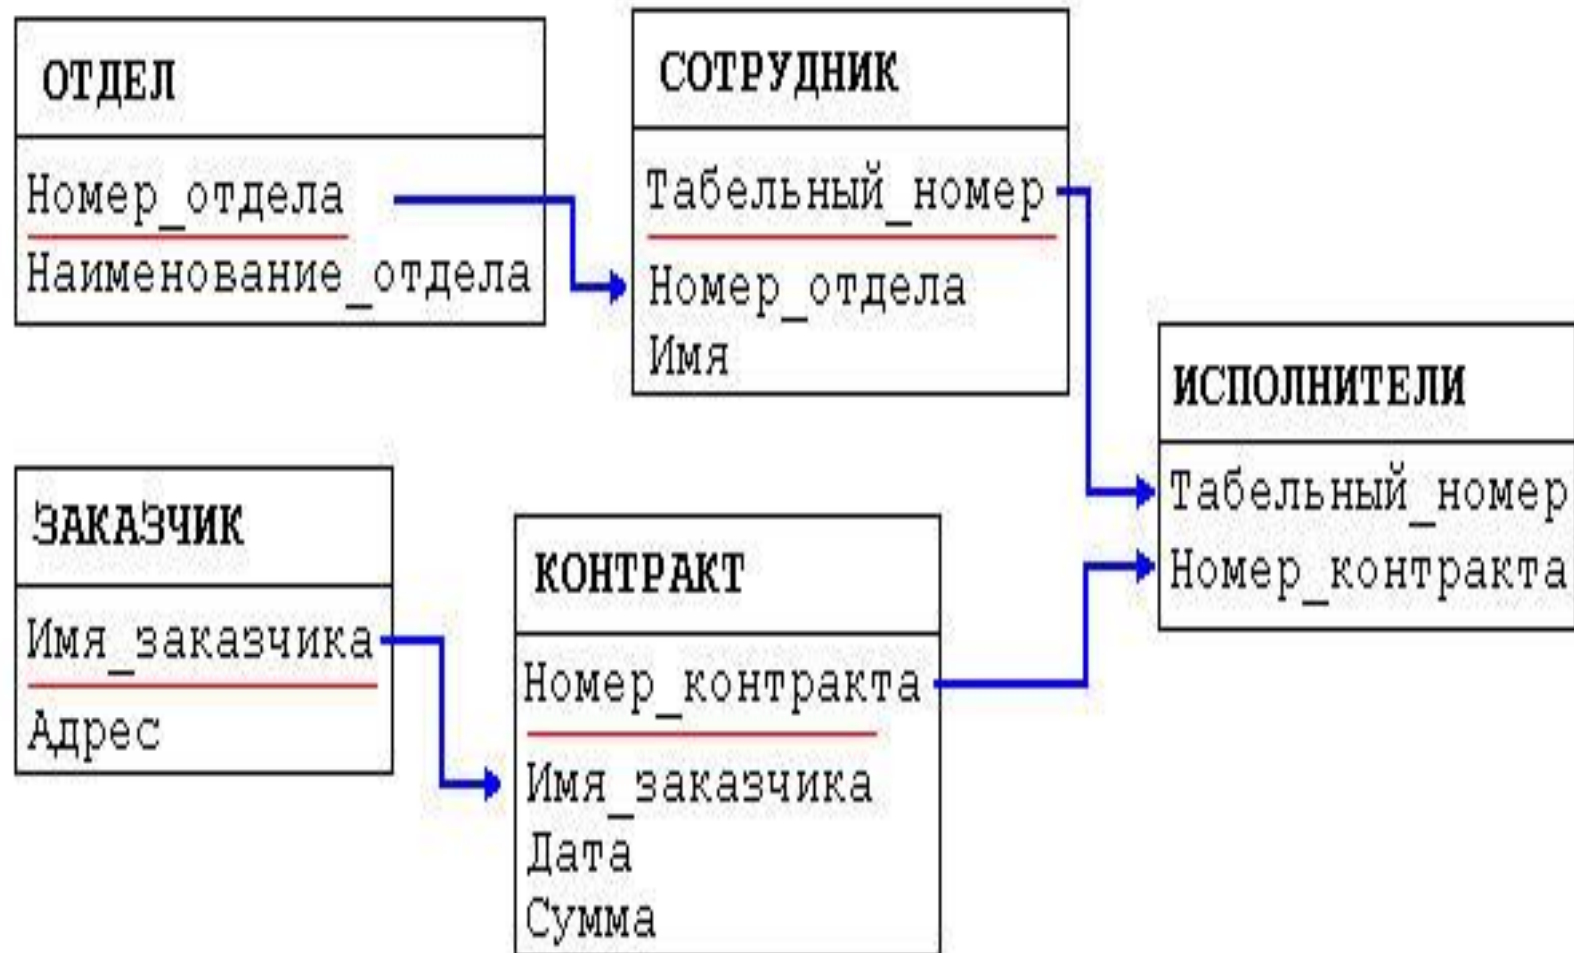 ОТДЕЛ
Номер_отдела
Наименование_отдела
СОТРУДНИК
Табельный_номер
Номер_отдела
Имя
ИСПОЛНИТЕЛИ
Табельный_номер
Номер_контракта
ЗАКАЗЧИК
Имя_заказчика
Адрес
КОНТРАКТ
Номер_контракта
Имя_заказчика
Дата
Сумма